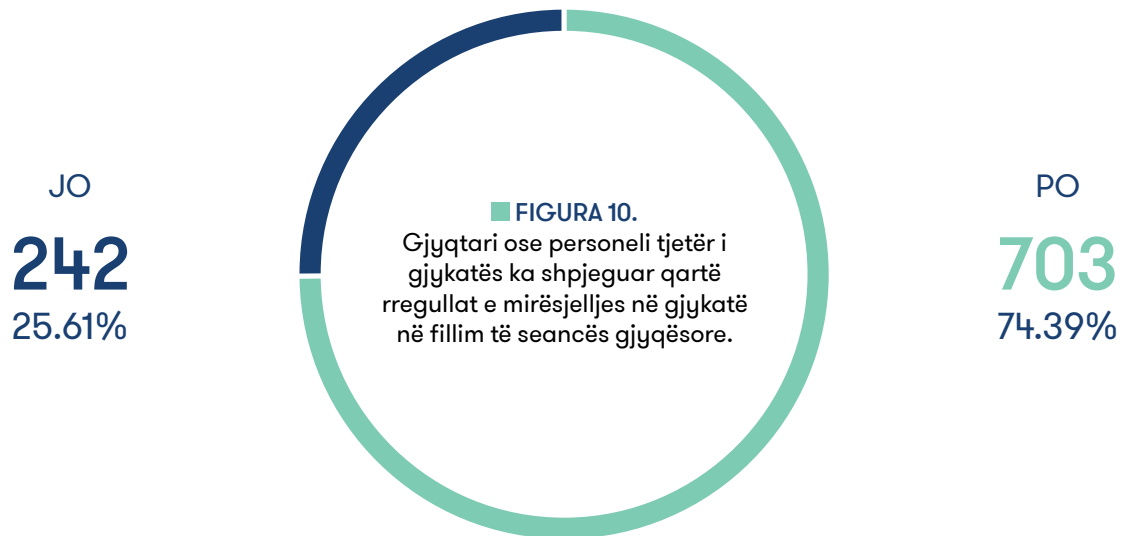 JO
242
25.61%
FIGURA 10.
Gjyqtari ose personeli tjetër i
gjykatës ka shpjeguar qartë
rregullat e mirësjelljes në gjykatë
në fillim të seancës gjyqësore.
PO
703
74.39%